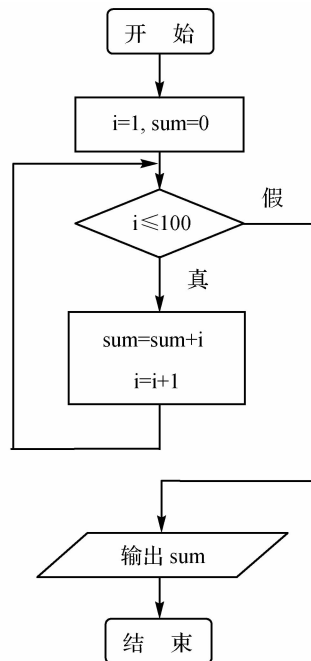 开 始
i=1, sum=0
i≤100
假
真
sum=sum+i
i=i+1
输出 sum
结 束